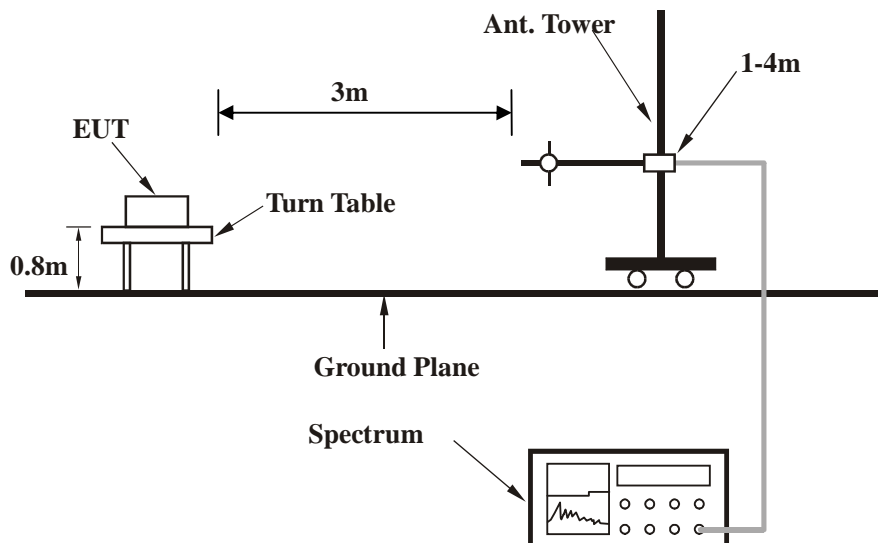 Ant. Tower
1-4m
3m
EUT
Turn Table
0.8m
Ground Plane
Spectrum